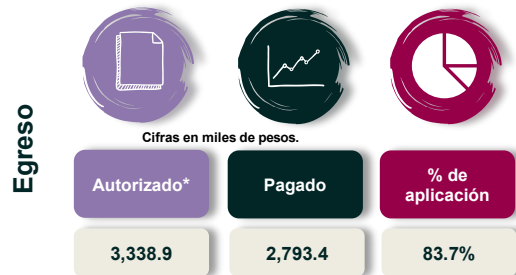 Egreso
Cifras en miles de pesos.
Autorizado*
Pagado
% de
aplicación
3,338.9
2,793.4
83.7%